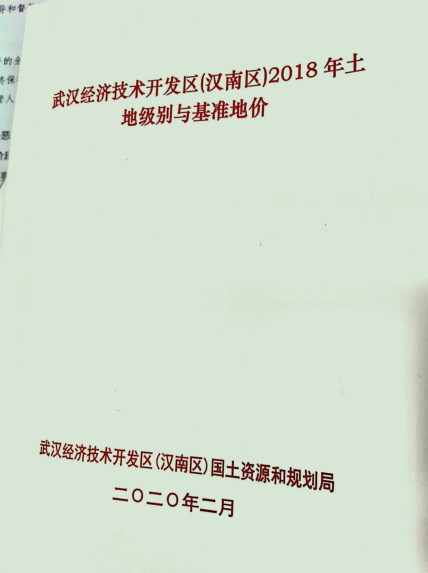 武汉经济技术开发区(汉南区)2018年土
地级别与基准地价
武汉经济技术开发区(汉南区)国土资源和规划局
二〇二〇年二月